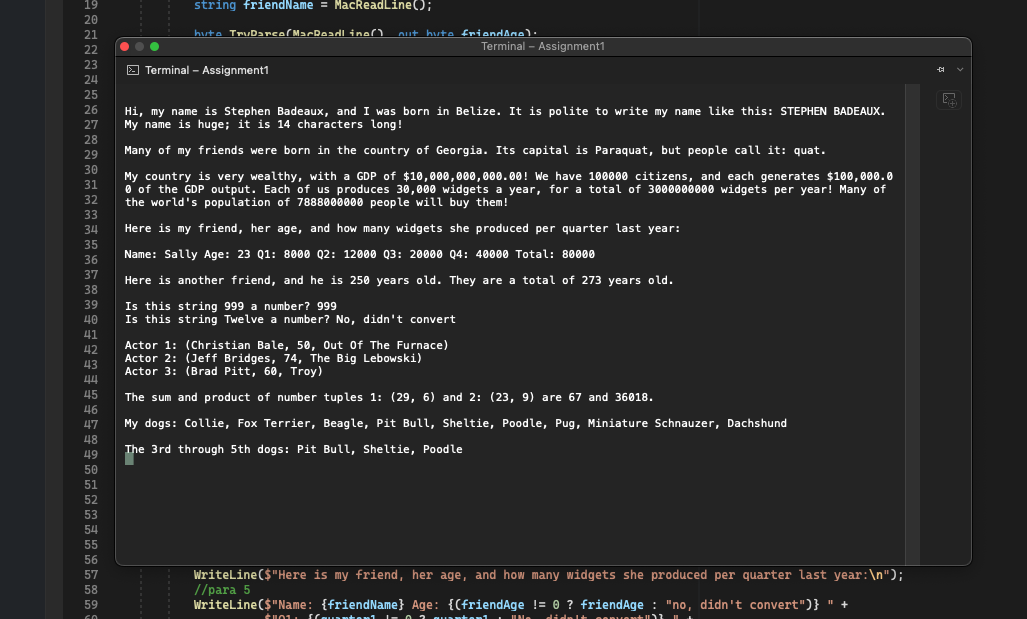 19 string friendName = MacReadLine();
20
21 byte.TryParse(MacReadLine(), out byte friendAge);
22 Terminal – Assignment1
23 Terminal – Assignment1
24
25
26 Hi, my name is Stephen Badeaux, and I was born in Belize. It is polite to write my name like this: STEPHEN BADEAUX.
27 My name is huge; it is 14 characters long!
28
29 Many of my friends were born in the country of Georgia. Its capital is Paraquat, but people call it: quat.
30
31 My country is very wealthy, with a GDP of $10,000,000,000.00! We have 100000 citizens, and each generates $100,000.0
32 0 of the GDP output. Each of us produces 30,000 widgets a year, for a total of 3000000000 widgets per year! Many of
33 the world's population of 7888000000 people will buy them!
34 Here is my friend, her age, and how many widgets she produced per quarter last year:
35
36 Name: Sally Age: 23 Q1: 8000 Q2: 12000 Q3: 20000 Q4: 40000 Total: 80000
37
38 Here is another friend, and he is 250 years old. They are a total of 273 years old.
39 Is this string 999 a number? 999
40 Is this string Twelve a number? No, didn't convert
41
42 Actor 1: (Christian Bale, 50, Out Of The Furnace)
43 Actor 2: (Jeff Bridges, 74, The Big Lebowski)
44 Actor 3: (Brad Pitt, 60, Troy)
45 The sum and product of number tuples 1: (29, 6) and 2: (23, 9) are 67 and 36018.
46
47 My dogs: Collie, Fox Terrier, Beagle, Pit Bull, Sheltie, Poodle, Pug, Miniature Schnauzer, Dachshund
48
49 The 3rd through 5th dogs: Pit Bull, Sheltie, Poodle
50
51
52
53
54
55
56
57 WriteLine($"Here is my friend, her age, and how many widgets she produced per quarter last year:\n");
58 //para 5
59 WriteLine($"Name: {friendName} Age: {(friendAge != 0 ? friendAge : "no, didn't convert")} " +
60 $"Q1: {(quarter1 != 0 ? quarter1 : "No, didn't convert")} " +